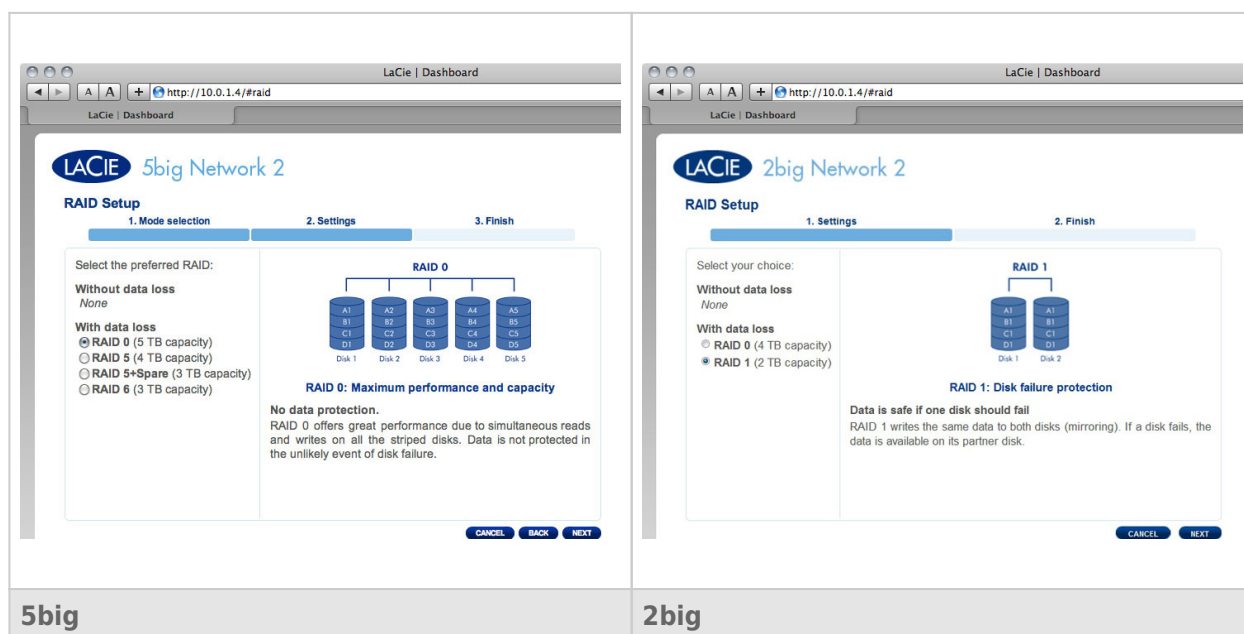 LaCie | Dashboard
A A + http://10.0.1.4/#raid
LaCie | Dashboard
LACIE 5big Network 2
RAID Setup
1. Mode selection 2. Settings 3. Finish
Select the preferred RAID:
Without data loss
None
With data loss
RAID 0 (5 TB capacity)
RAID 5 (4 TB capacity)
RAID 5+Spare (3 TB capacity)
RAID 6 (3 TB capacity)
RAID 0
A1 A2 A3 A4 A5
B1 B2 B3 B4 B5
C1 C2 C3 C4 C5
D1 D2 D3 D4 D5
Disk 1 Disk 2 Disk 3 Disk 4 Disk 5
RAID 0: Maximum performance and capacity
No data protection.
RAID 0 offers great performance due to simultaneous reads
and writes on all the striped disks. Data is not protected in
the unlikely event of disk failure.
CANCEL BACK NEXT
5big
LaCie | Dashboard
A A + http://10.0.1.4/#raid
LaCie | Dashboard
LACIE 2big Network 2
RAID Setup
1. Settings 2. Finish
Select your choice:
Without data loss
None
With data loss
RAID 0 (4 TB capacity)
RAID 1 (2 TB capacity)
RAID 1
A1 A1
B1 B1
C1 C1
D1 D1
Disk 1 Disk 2
RAID 1: Disk failure protection
Data is safe if one disk should fail
RAID 1 writes the same data to both disks (mirroring). If a disk fails, the
data is available on its partner disk.
CANCEL NEXT
2big